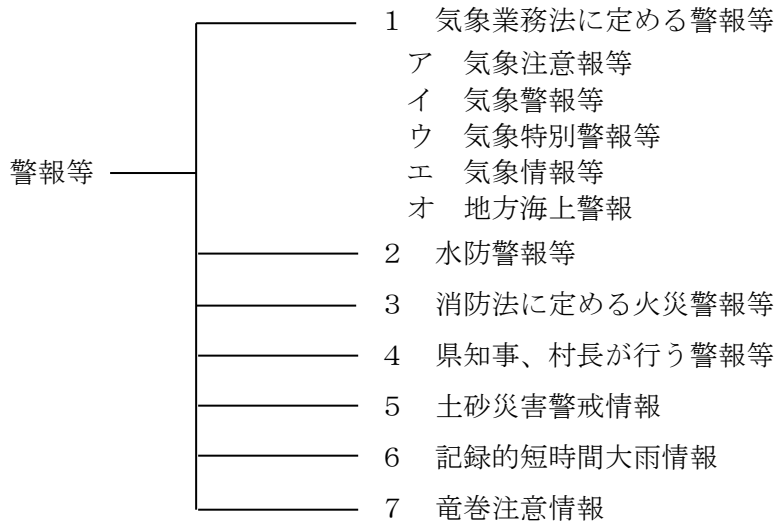 1　気象業務法に定める警報等
ア　気象注意報等
イ　気象警報等
ウ　気象特別警報等
警報等
エ　気象情報等
オ　地方海上警報
２　水防警報等
３　消防法に定める火災警報等
４　県知事、村長が行う警報等
５　土砂災害警戒情報
６　記録的短時間大雨情報
７　竜巻注意情報